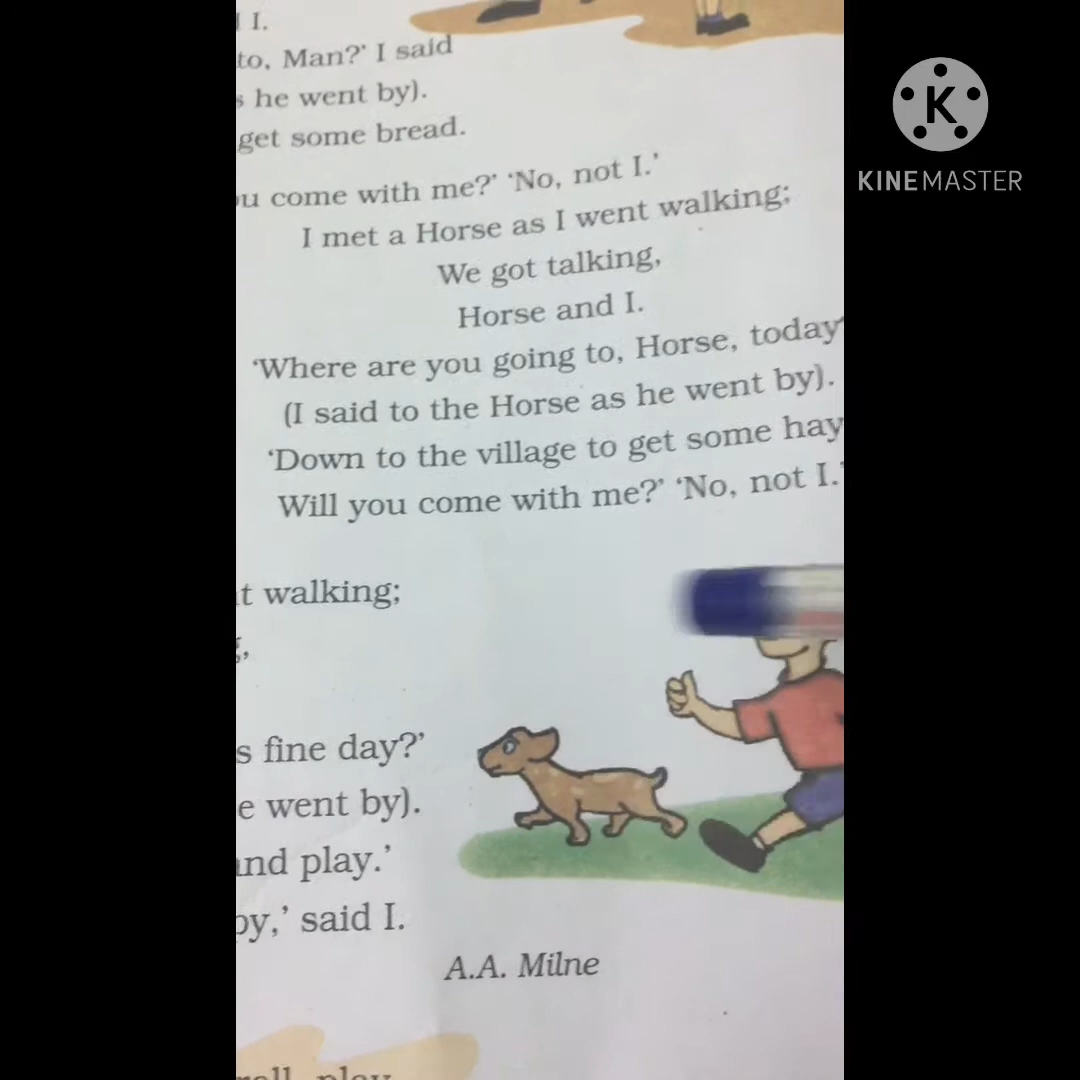 I.
to, Man?' I said
he went by).
get some bread.
come with me?' 'No, not I.'
I met a Horse as I went walking;
We got talking,
Horse and I.
'Where are you going to, Horse, today
(I said to the Horse as he went by).
'Down to the village to get some hay
Will you come with me?' 'No, not I.'
walking;
fine day?'
went by).
play.'
said I.
A.A. Milne
KINEMASTER